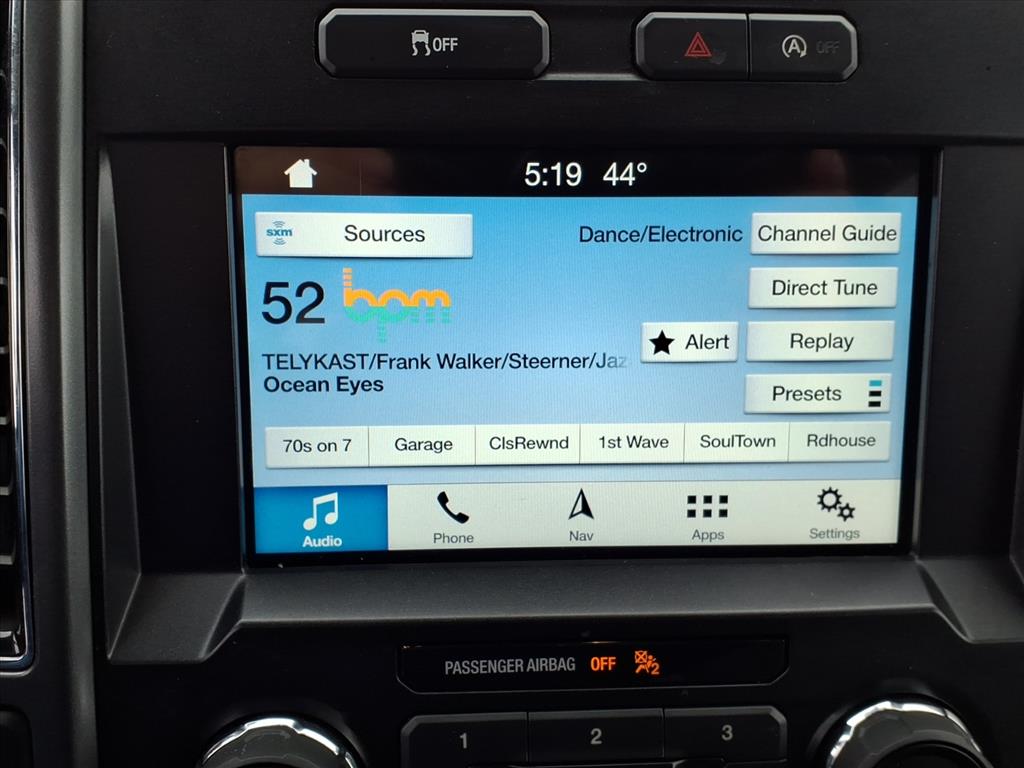 OFF
A OFF
5:19 44°
sxm Sources
Dance/Electronic
Channel Guide
52 bpm
Direct Tune
Alert
Replay
TELYKAST/Frank Walker/Steerner/Jaz
Ocean Eyes
Presets
70s on 7
Garage
ClsRewnd
1st Wave
SoulTown
Rdhouse
Audio
Phone
Nav
Apps
Settings
PASSENGER AIRBAG OFF 2
1
2
3